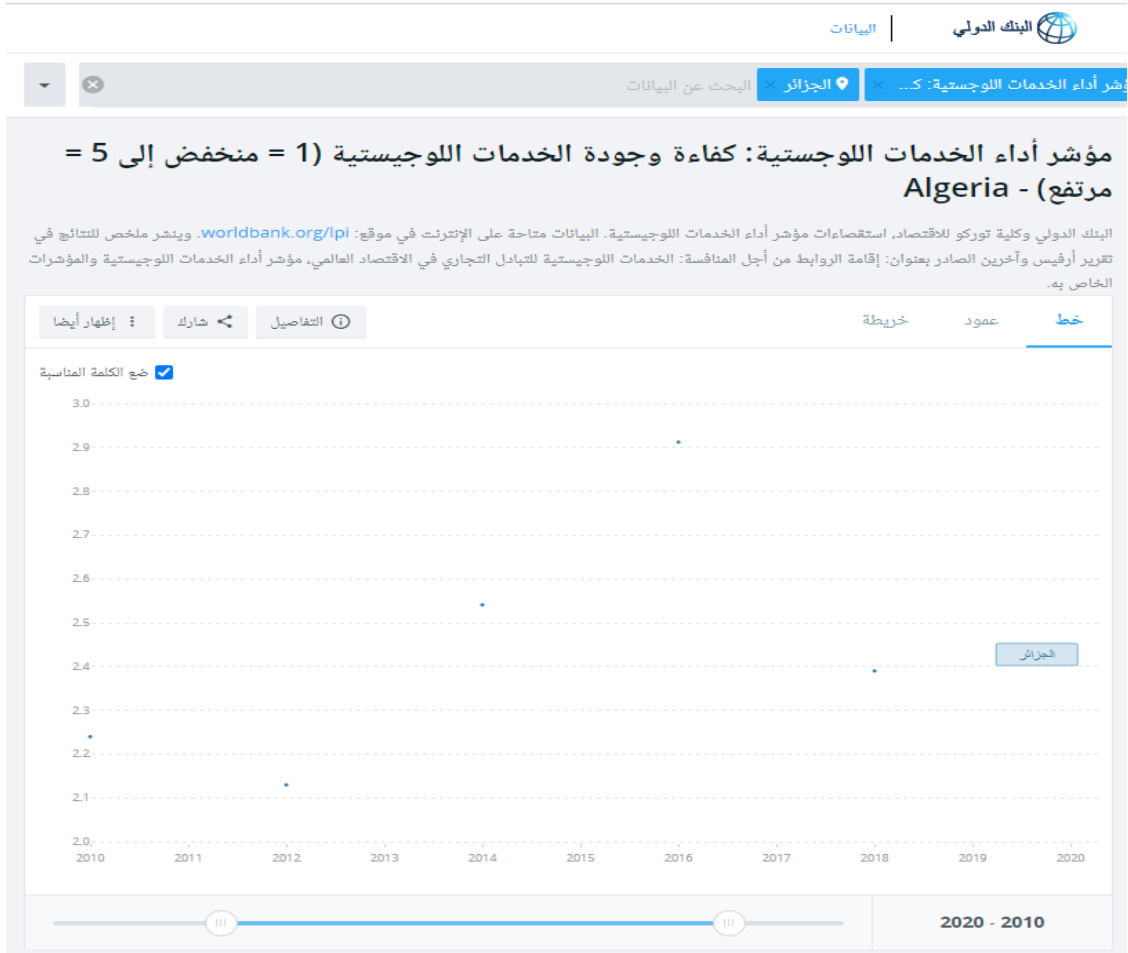 البنك الدولي
البيانات
ؤشر أداء الخدمات اللوجستية: كـ... ×
الجزائر ×
البحث عن البيانات
مؤشر أداء الخدمات اللوجستية: كفاءة وجودة الخدمات اللوجيستية (1 = منخفض إلى 5 =
مرتفع) - Algeria
البنك الدولي وكلية توركو للاقتصاد، استقصاءات مؤشر أداء الخدمات اللوجيستية. البيانات متاحة على الإنترنت في موقع: worldbank.org/lpi. وينشر ملخص للنتائج في
تقرير أرفيس وآخرين الصادر بعنوان: إقامة الروابط من أجل المنافسة: الخدمات اللوجيستية للتبادل التجاري في الاقتصاد العالمي، مؤشر أداء الخدمات اللوجيستية والمؤشرات
الخاص به.
خط
عمود
خريطة
التفاصيل
شارك
إظهار أيضا
ضع الكلمة المناسبة
3.0
2.9
2.8
2.7
2.6
2.5
الجزائر
2.4
2.3
2.2
2.1
2.0
2010 2011 2012 2013 2014 2015 2016 2017 2018 2019 2020
2020 - 2010